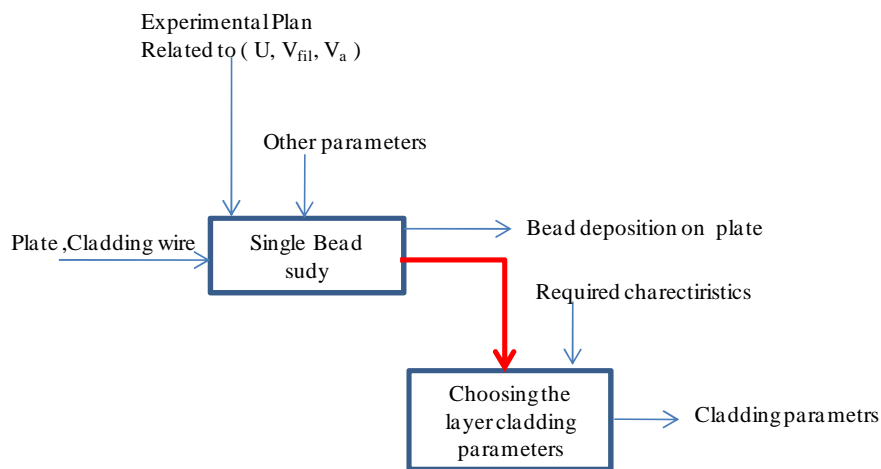 Experimental Plan
Related to ( U, Vfil, Va )
Other parameters
Plate ,Cladding wire
Single Bead
sudy
Bead deposition on plate
Required charectiristics
Choosing the
layer cladding
parameters
Cladding parametrs